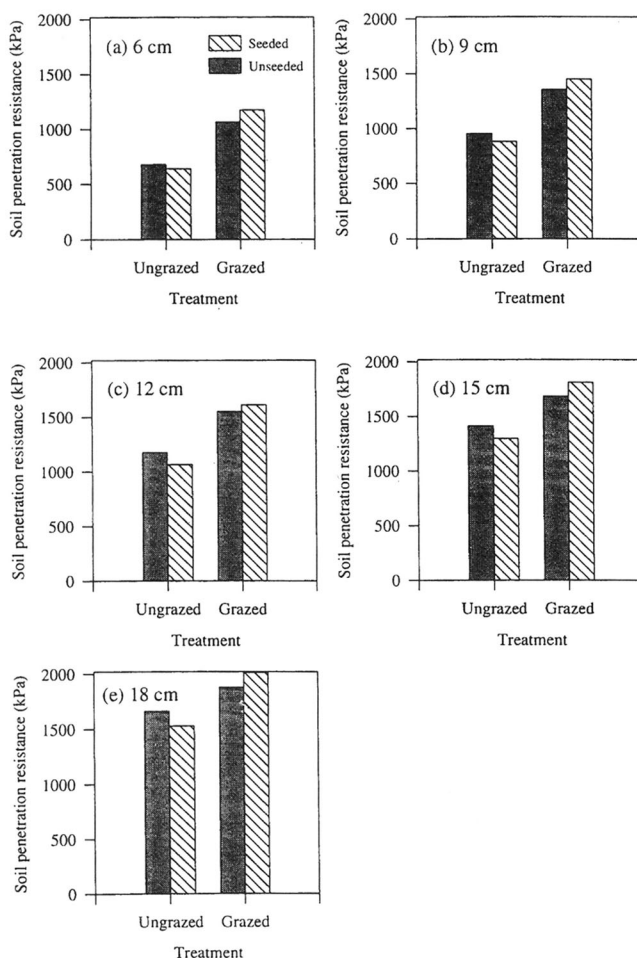 (a) 6 cm
Seeded
Unseeded
Soil penetration resistance (kPa)
2000
1500
1000
500
0
Ungrazed Grazed
Treatment
(b) 9 cm
Soil penetration resistance (kPa)
2000
1500
1000
500
0
Ungrazed Grazed
Treatment
(c) 12 cm
Soil penetration resistance (kPa)
2000
1500
1000
500
0
Ungrazed Grazed
Treatment
(d) 15 cm
Soil penetration resistance (kPa)
2000
1500
1000
500
0
Ungrazed Grazed
Treatment
(e) 18 cm
Soil penetration resistance (kPa)
2000
1500
1000
500
0
Ungrazed Grazed
Treatment